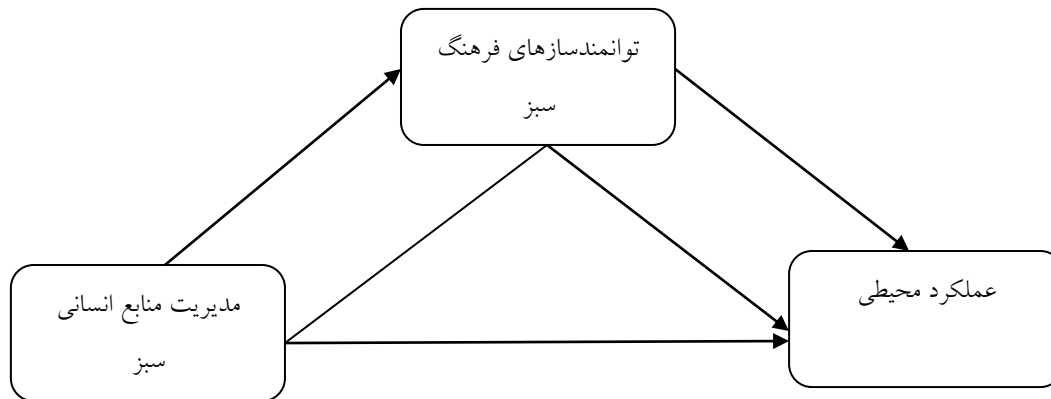 توانمندسازهای فرهنگ
سبز
مدیریت منابع انسانی
سبز
عملکرد محیطی